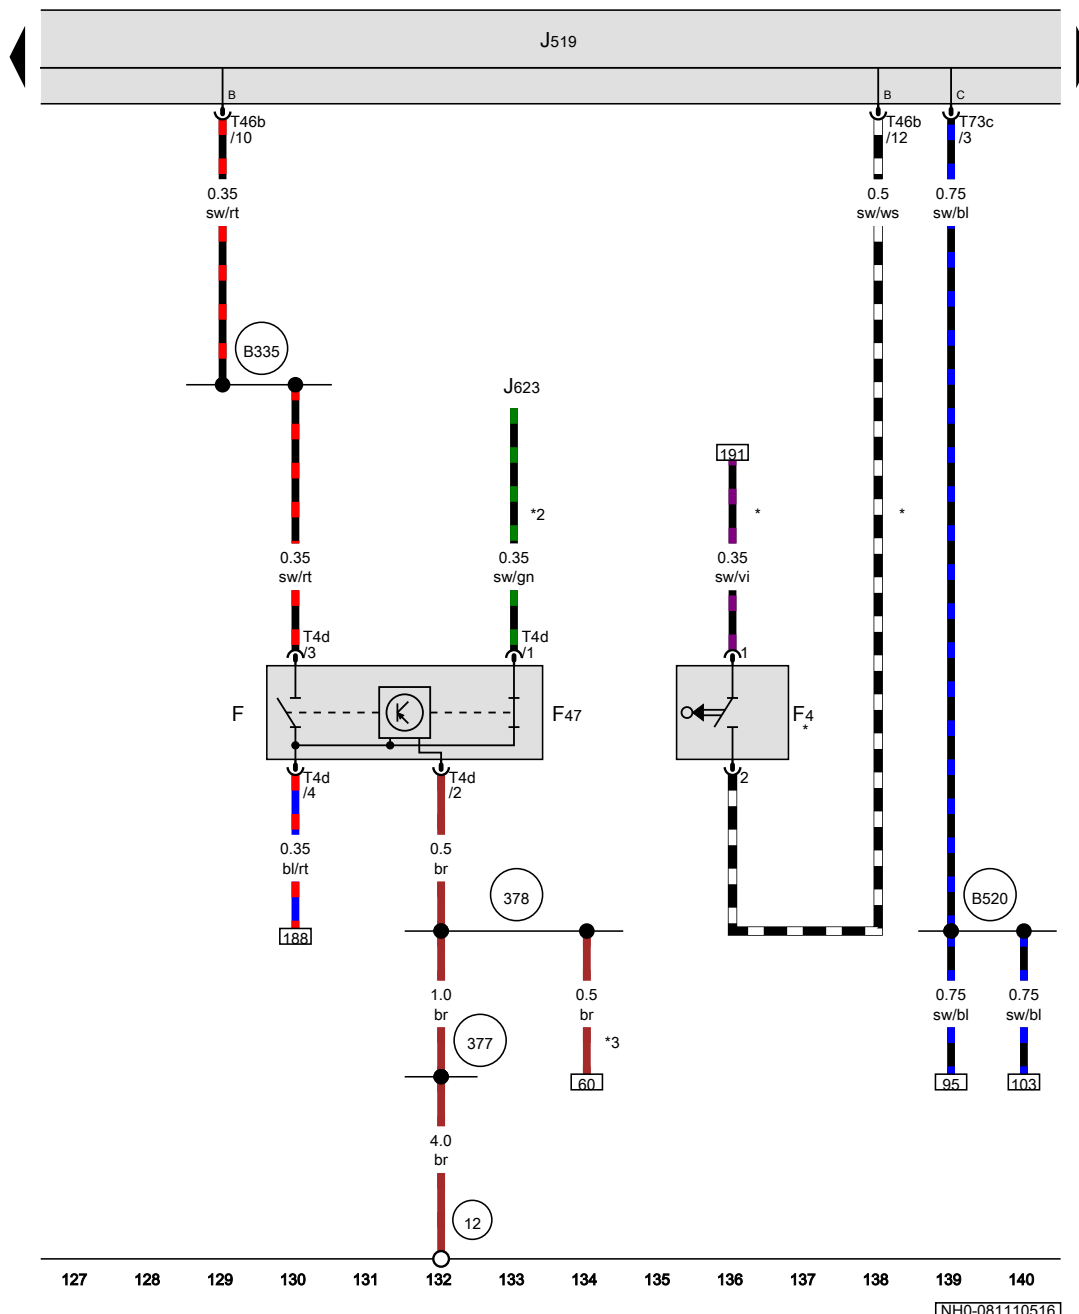 J519
B
B
C
T46b
/10
T46b
/12
T73c
/3
0.35
sw/rt
0.5
sw/ws
0.75
sw/bl
B335
J623
191
*2
*
*
0.35
sw/rt
0.35
sw/gn
0.35
sw/vi
T4d
/3
T4d
/1
1
F
F47
F4
*
T4d
/4
T4d
/2
2
0.35
bl/rt
0.5
br
378
B520
188
1.0
br
0.5
br
0.75
sw/bl
0.75
sw/bl
377
*3
60
95
103
4.0
br
12
127 128 129 130 131 132 133 134 135 136 137 138 139 140
NH0-081110516